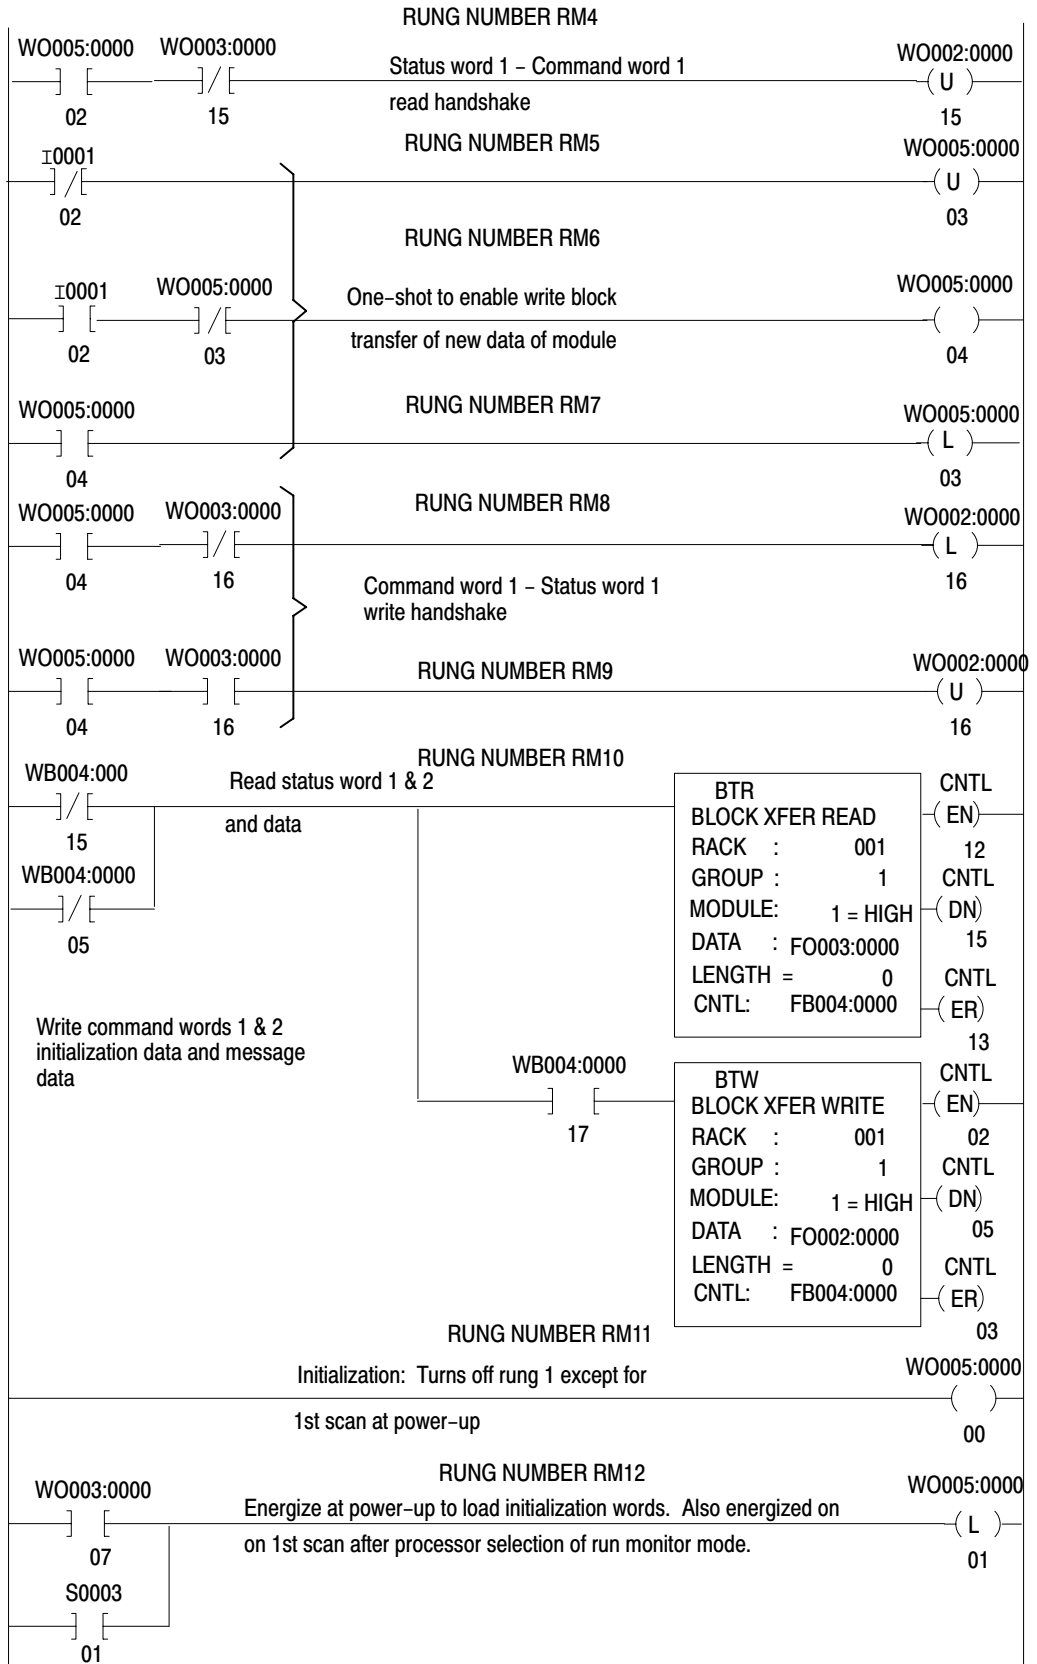 RUNG NUMBER RM4
WO005:0000 WO003:0000 WO002:0000
Status word 1 – Command word 1
U
read handshake
02 15 15
RUNG NUMBER RM5
I0001 WO005:0000
U
02 03
RUNG NUMBER RM6
I0001 WO005:0000 WO005:0000
One–shot to enable write block
transfer of new data of module
02 03 04
RUNG NUMBER RM7
WO005:0000 WO005:0000
L
04 03
RUNG NUMBER RM8
WO005:0000 WO003:0000 WO002:0000
L
04 16 16
Command word 1 – Status word 1
write handshake
WO005:0000 WO003:0000 WO002:0000
RUNG NUMBER RM9
U
04 16 16
RUNG NUMBER RM10
WB004:000
Read status word 1 & 2
and data
15
WB004:0000
05
BTR
BLOCK XFER READ
RACK : 001
GROUP : 1
MODULE: 1 = HIGH
DATA : FO003:0000
LENGTH = 0
CNTL: FB004:0000
CNTL
EN
12
CNTL
DN
15
CNTL
ER
13
Write command words 1 & 2
initialization data and message
data
WB004:0000
17
BTW
BLOCK XFER WRITE
RACK : 001
GROUP : 1
MODULE: 1 = HIGH
DATA : FO002:0000
LENGTH = 0
CNTL: FB004:0000
CNTL
EN
02
CNTL
DN
05
CNTL
ER
03
RUNG NUMBER RM11
WO005:0000
Initialization: Turns off rung 1 except for
1st scan at power–up
00
RUNG NUMBER RM12
WO003:0000 WO005:0000
Energize at power–up to load initialization words. Also energized on
L
on 1st scan after processor selection of run monitor mode.
07 01
S0003
01